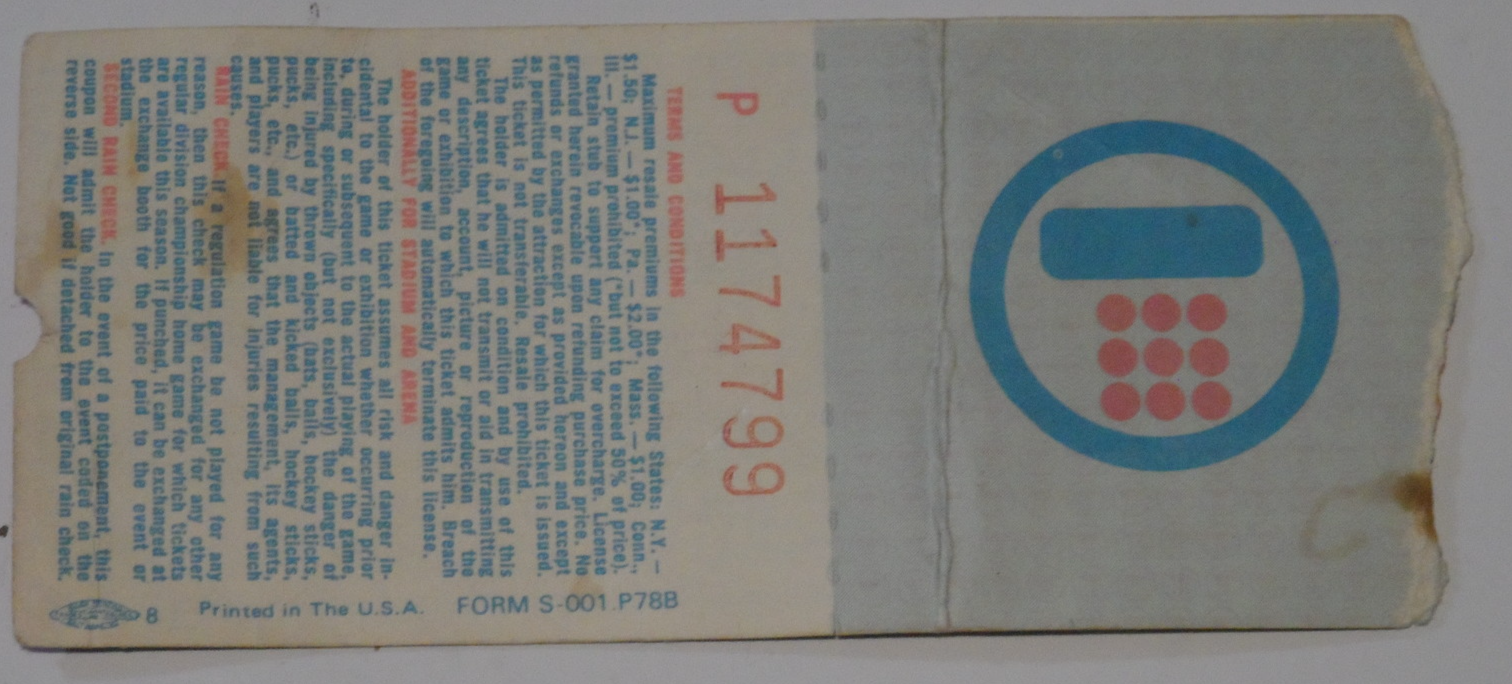 P 1174799
TERMS AND CONDITIONS
Maximum resale premiums in the following States: N.Y. —
$1.50; N.J. — $1.00*; Pa. — $2.00*; Mass. — $1.00; Conn.,
Ill. — premium prohibited (*but not to exceed 50% of price).
Retain stub to support any claim for overcharge. License
granted herein revocable upon refunding purchase price. No
refunds or exchanges except as provided hereon and except
as permitted by the attraction for which this ticket is issued.
This ticket is not transferable. Resale prohibited.
The holder is admitted on condition and by use of this
ticket agrees that he will not transmit or aid in transmitting
any description, account, picture or reproduction of the
game or exhibition to which this ticket admits him. Breach
of the foregoing will automatically terminate this license.
ADDITIONALLY FOR STADIUM AND ARENA
The holder of this ticket assumes all risk and danger in-
cidental to the game or exhibition whether occurring prior
to, during or subsequent to the actual playing of the game,
including specifically (but not exclusively) the danger of
being injured by thrown objects (bats, balls, hockey sticks,
pucks, etc.) or batted and kicked balls, hockey sticks,
pucks, etc., and agrees that the management, its agents,
and players are not liable for injuries resulting from such
cause.
RAIN CHECK. If a regulation game be not played for any
reason, then this check may be exchanged for any other
regular division championship home game for which tickets
are available this season. If punched, it can be exchanged at
the exchange booth for the price paid to the event or
stadium.
SECOND RAIN CHECK. In the event of a postponement, this
coupon will admit the holder to the event coded on the
reverse side. Not good if detached from original rain check.
8 Printed in The U.S.A. FORM S-001.P78B